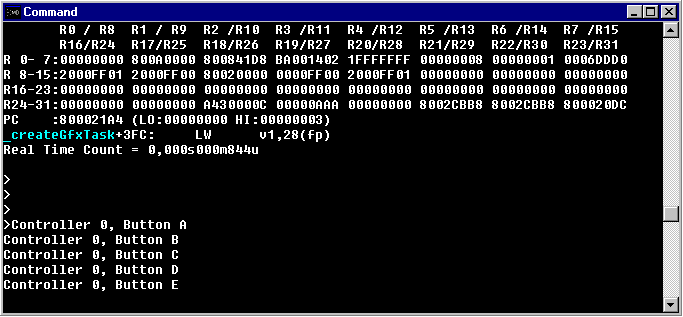 Command
R0 / R8 R1 / R9 R2 /R10 R3 /R11 R4 /R12 R5 /R13 R6 /R14 R7 /R15
R16/R24 R17/R25 R18/R26 R19/R27 R20/R28 R21/R29 R22/R30 R23/R31
R 0- 7:00000000 800A0000 800841D8 BA001402 1FFFFFFF 00000008 00000001 0006DDD0
R 8-15:2000FF01 2000FF00 80020000 0000FF00 2000FF01 00000000 00000000 00000000
R16-23:00000000 00000000 00000000 00000000 00000000 00000000 00000000 00000000
R24-31:00000000 00000000 A430000C 00000AAA 00000000 8002CBB8 8002CBB8 800020DC
PC :800021A4 (LO:00000000 HI:00000003)
_createGfxTask+3FC: LW v1,28(fp)
Real Time Count = 0,000s000m844u
>
>
>
>Controller 0, Button A
Controller 0, Button B
Controller 0, Button C
Controller 0, Button D
Controller 0, Button E